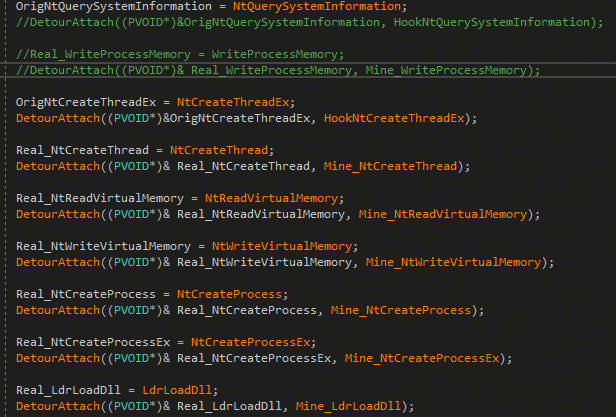 OrigNtQuerySystemInformation = NtQuerySystemInformation;
//DetourAttach((PVOID*)&OrigNtQuerySystemInformation, HookNtQuerySystemInformation);
//Real_WriteProcessMemory = WriteProcessMemory;
//DetourAttach((PVOID*)& Real_WriteProcessMemory, Mine_WriteProcessMemory);
OrigNtCreateThreadEx = NtCreateThreadEx;
DetourAttach((PVOID*)&OrigNtCreateThreadEx, HookNtCreateThreadEx);
Real_NtCreateThread = NtCreateThread;
DetourAttach((PVOID*)& Real_NtCreateThread, Mine_NtCreateThread);
Real_NtReadVirtualMemory = NtReadVirtualMemory;
DetourAttach((PVOID*)& Real_NtReadVirtualMemory, Mine_NtReadVirtualMemory);
Real_NtWriteVirtualMemory = NtWriteVirtualMemory;
DetourAttach((PVOID*)& Real_NtWriteVirtualMemory, Mine_NtWriteVirtualMemory);
Real_NtCreateProcess = NtCreateProcess;
DetourAttach((PVOID*)& Real_NtCreateProcess, Mine_NtCreateProcess);
Real_NtCreateProcessEx = NtCreateProcessEx;
DetourAttach((PVOID*)& Real_NtCreateProcessEx, Mine_NtCreateProcessEx);
Real_LdrLoadDll = LdrLoadDll;
DetourAttach((PVOID*)& Real_LdrLoadDll, Mine_LdrLoadDll);